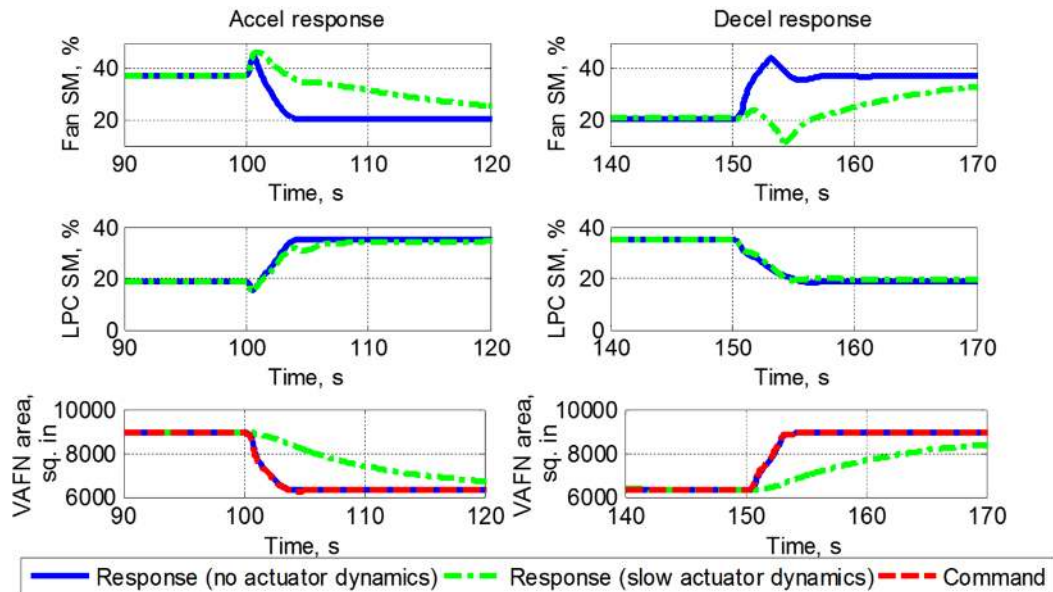 Accel response
Decel response
Fan SM, %
40
20
90 100 110 120
Time, s
Fan SM, %
40
20
140 150 160 170
Time, s
LPC SM, %
40
20
0
90 100 110 120
Time, s
LPC SM, %
40
20
0
140 150 160 170
Time, s
VAFN area,
sq. in
10000
8000
6000
90 100 110 120
Time, s
VAFN area,
sq. in
10000
8000
6000
140 150 160 170
Time, s
Response (no actuator dynamics) Response (slow actuator dynamics) Command